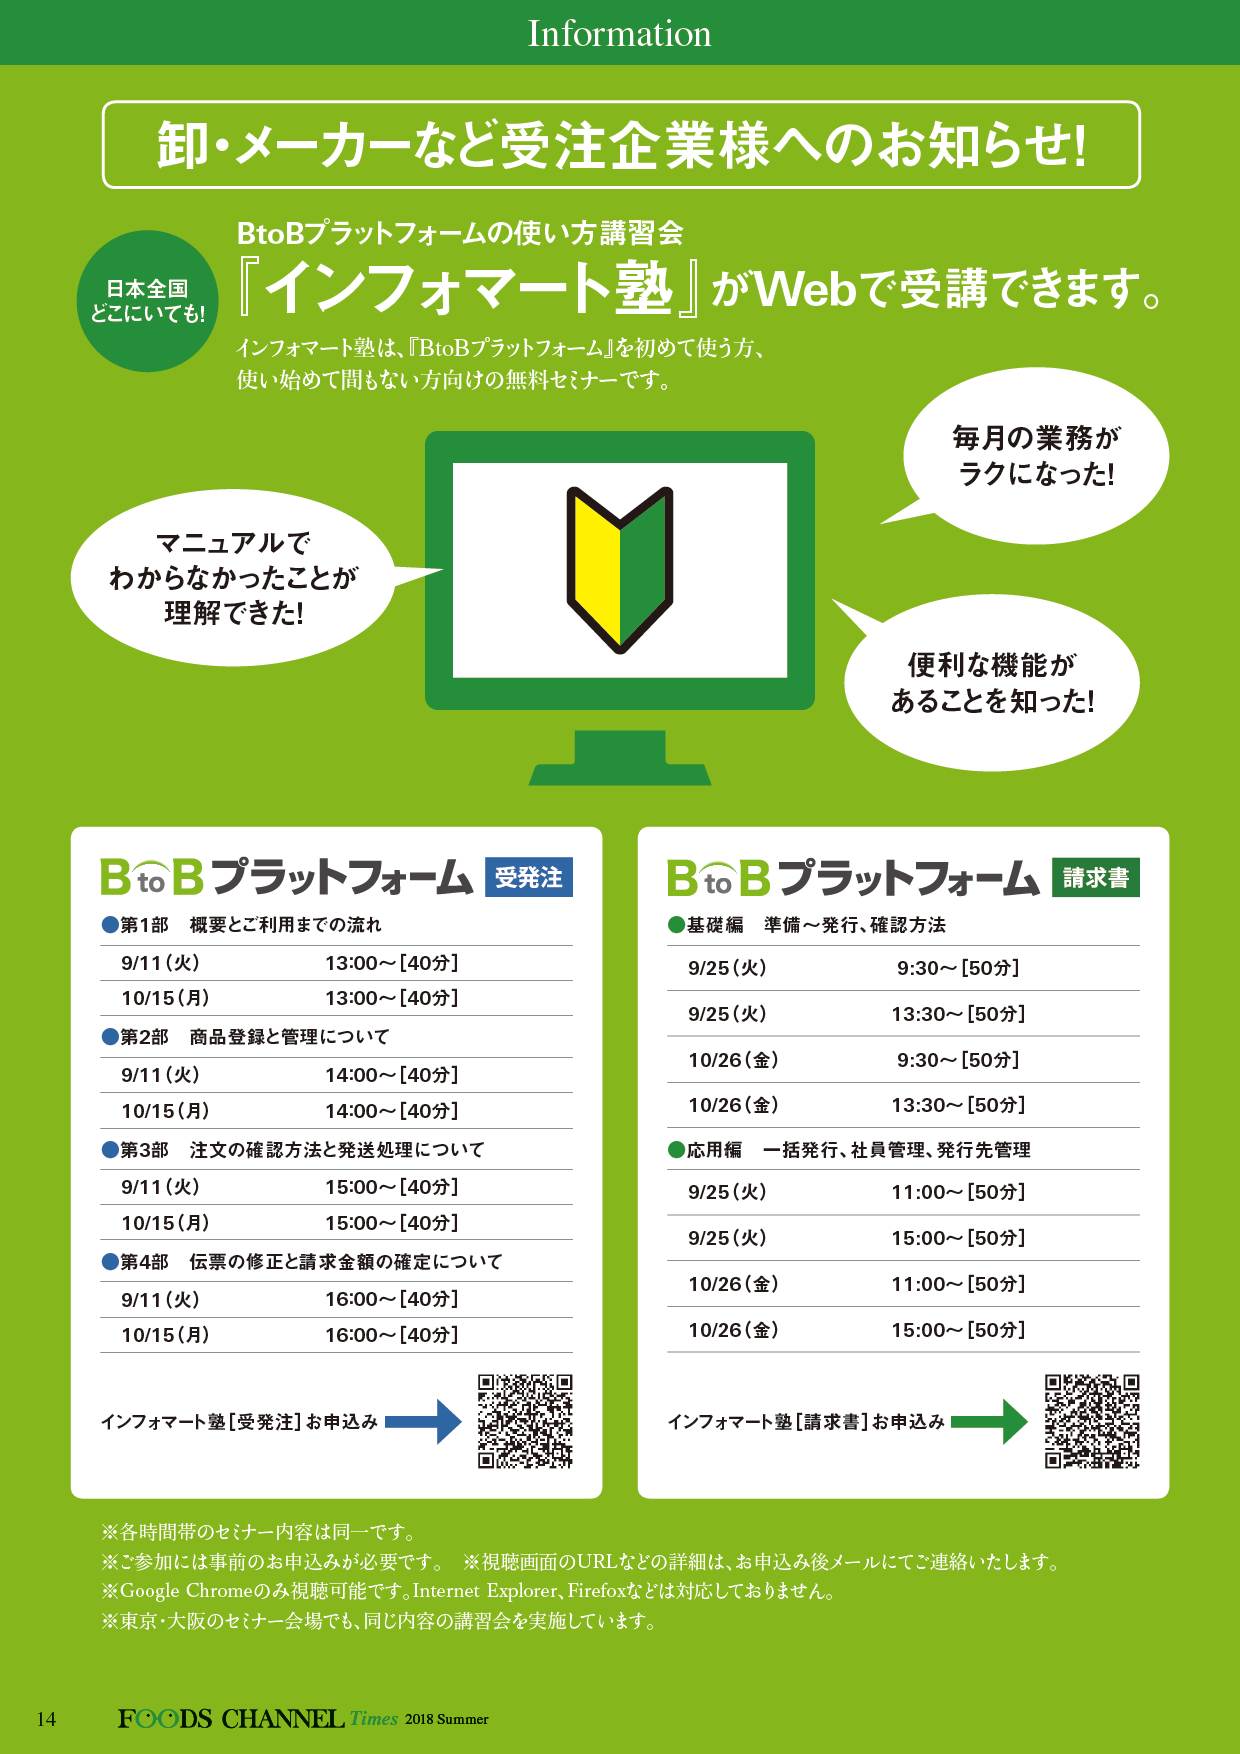 Information
卸・メーカーなど受注企業様へのお知らせ!
日本全国
どこにいても!
BtoBプラットフォームの使い方講習会
『インフォマート塾』がWebで受講できます。
インフォマート塾は、『BtoBプラットフォーム』を初めて使う方、
使い始めて間もない方向けの無料セミナーです。
毎月の業務が
ラクになった!
マニュアルで
わからなかったことが
理解できた!
便利な機能が
あることを知った!
BtoBプラットフォーム 受発注
●第1部 概要とご利用までの流れ
9/11(火) 13:00〜[40分]
10/15(月) 13:00〜[40分]
●第2部 商品登録と管理について
9/11(火) 14:00〜[40分]
10/15(月) 14:00〜[40分]
●第3部 注文の確認方法と発送処理について
9/11(火) 15:00〜[40分]
10/15(月) 15:00〜[40分]
●第4部 伝票の修正と請求金額の確定について
9/11(火) 16:00〜[40分]
10/15(月) 16:00〜[40分]
インフォマート塾[受発注]お申込み
BtoBプラットフォーム 請求書
●基礎編 準備〜発行、確認方法
9/25(火) 9:30〜[50分]
9/25(火) 13:30〜[50分]
10/26(金) 9:30〜[50分]
10/26(金) 13:30〜[50分]
●応用編 一括発行、社員管理、発行先管理
9/25(火) 11:00〜[50分]
9/25(火) 15:00〜[50分]
10/26(金) 11:00〜[50分]
10/26(金) 15:00〜[50分]
インフォマート塾[請求書]お申込み
※各時間帯のセミナー内容は同一です。
※ご参加には事前のお申込みが必要です。 ※視聴画面のURLなどの詳細は、お申込み後メールにてご連絡いたします。
※Google Chromeのみ視聴可能です。Internet Explorer、Firefoxなどは対応しておりません。
※東京・大阪のセミナー会場でも、同じ内容の講習会を実施しています。
14 FOODS CHANNEL Times 2018 Summer